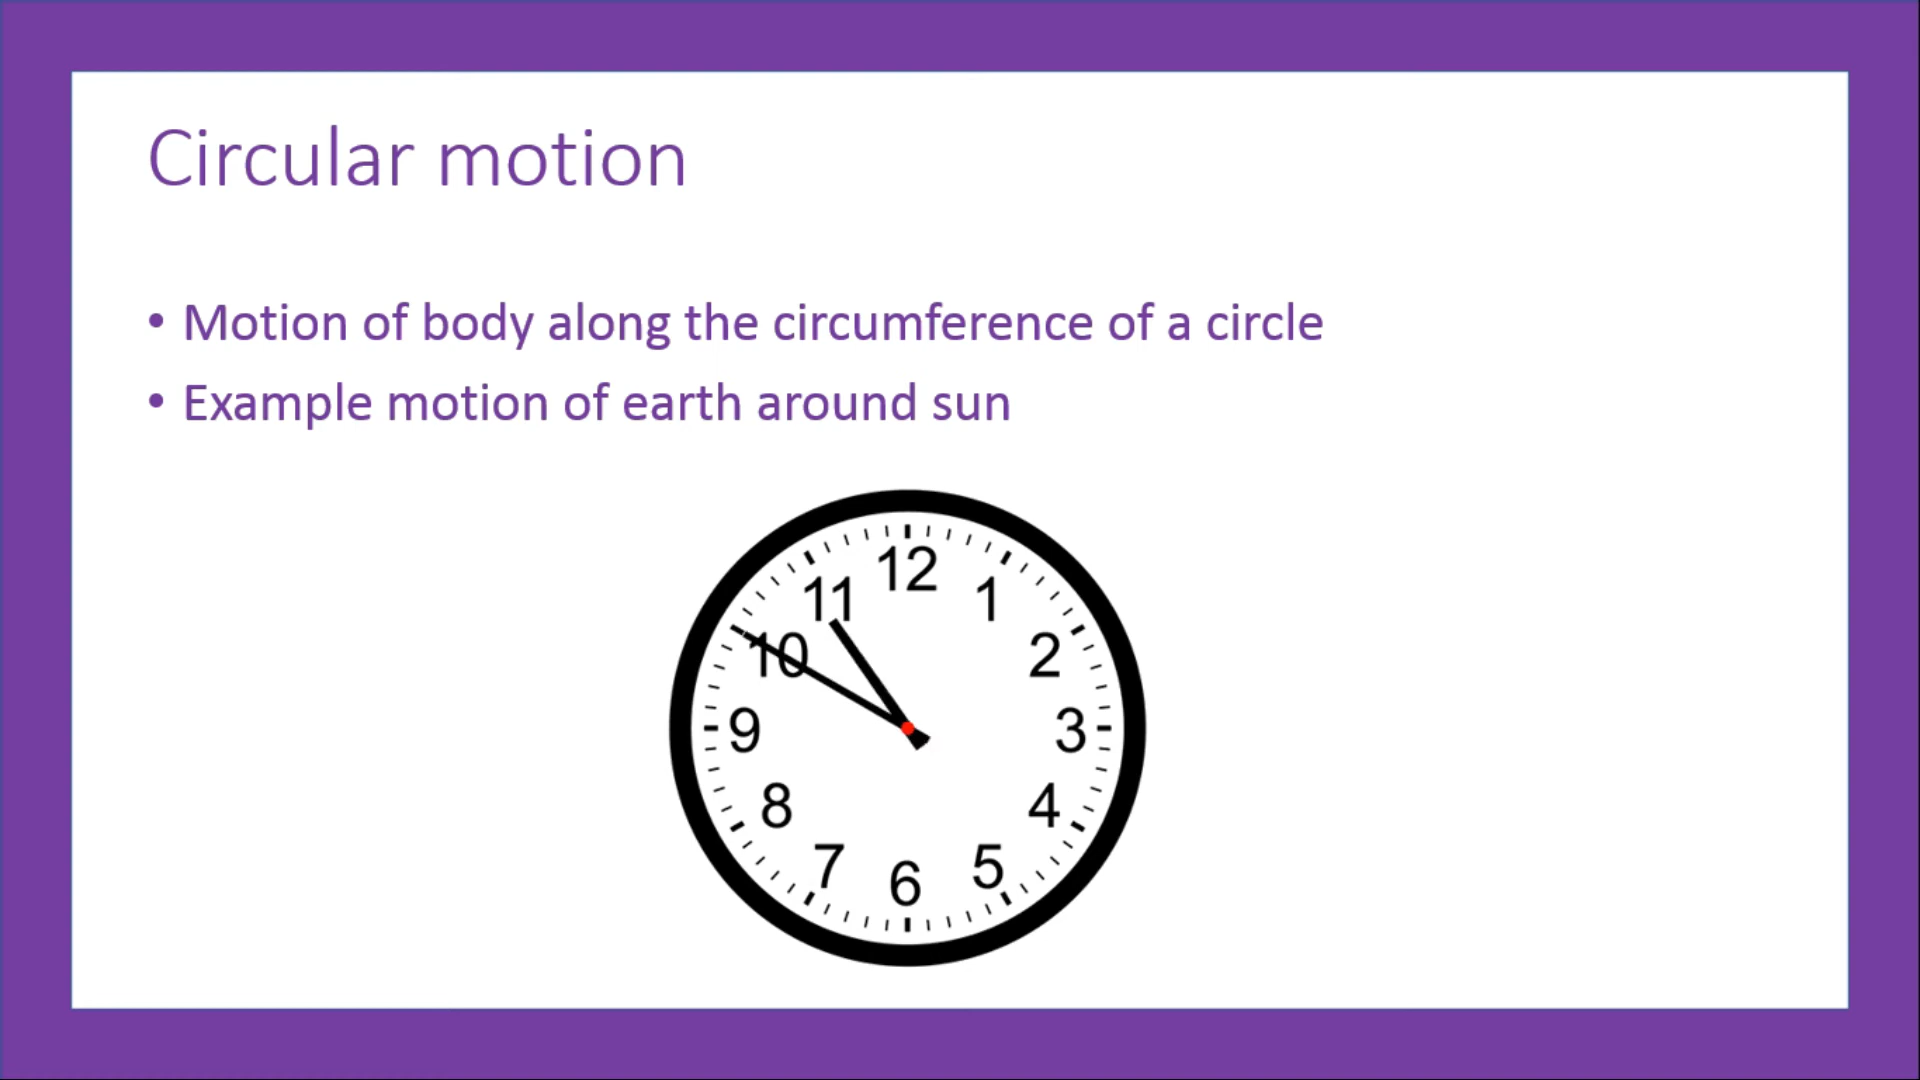 Circular motion
• Motion of body along the circumference of a circle
• Example motion of earth around sun
12
11 1
10 2
9 3
8 4
7 5
6